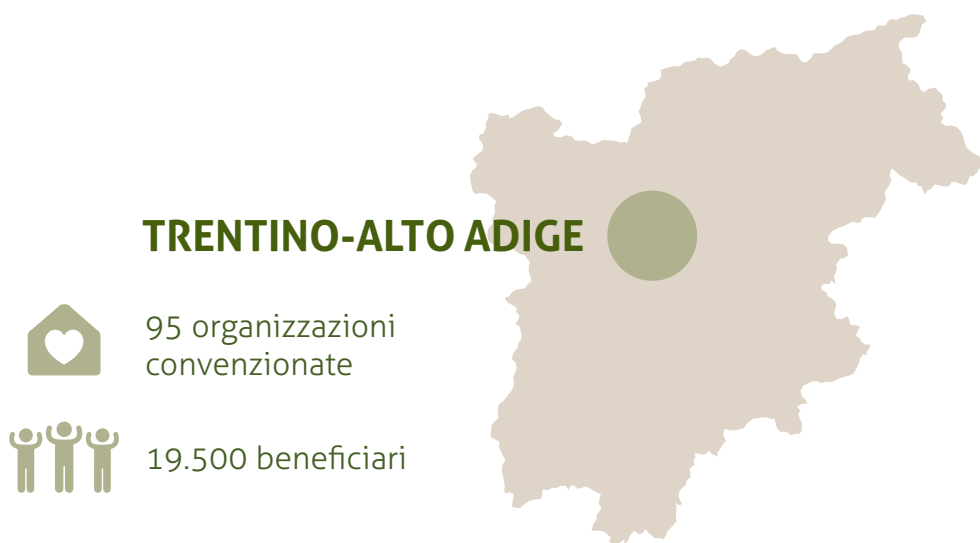 TRENTINO-ALTO ADIGE
95 organizzazioni
convenzionate
19.500 beneficiari